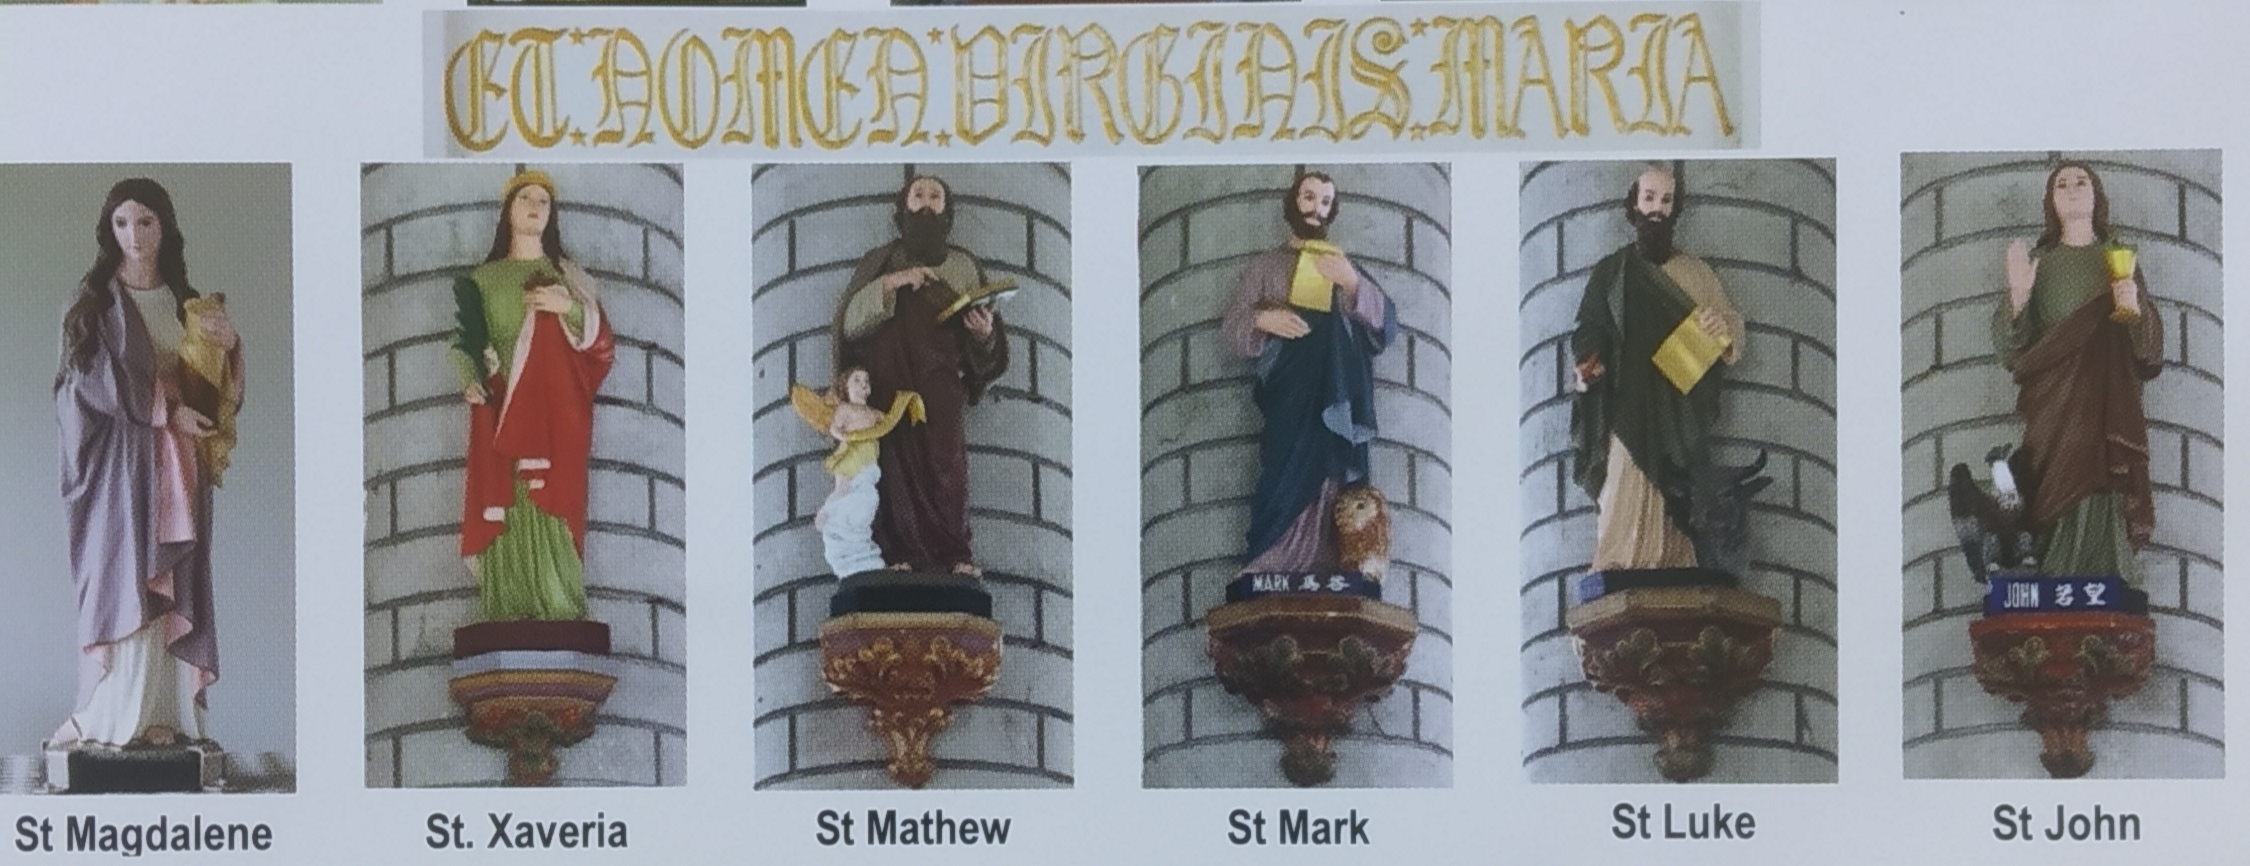 ET NOMEN VIRGINIS MARIA
MARK 馬谷
JOHN 若望
St Magdalene
St. Xaveria
St Mathew
St Mark
St Luke
St John